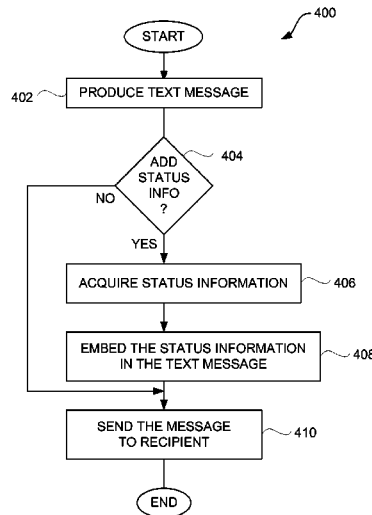 START
400
402
PRODUCE TEXT MESSAGE
ADD
STATUS
INFO
?
404
NO
YES
ACQUIRE STATUS INFORMATION
406
EMBED THE STATUS INFORMATION
IN THE TEXT MESSAGE
408
SEND THE MESSAGE
TO RECIPIENT
410
END